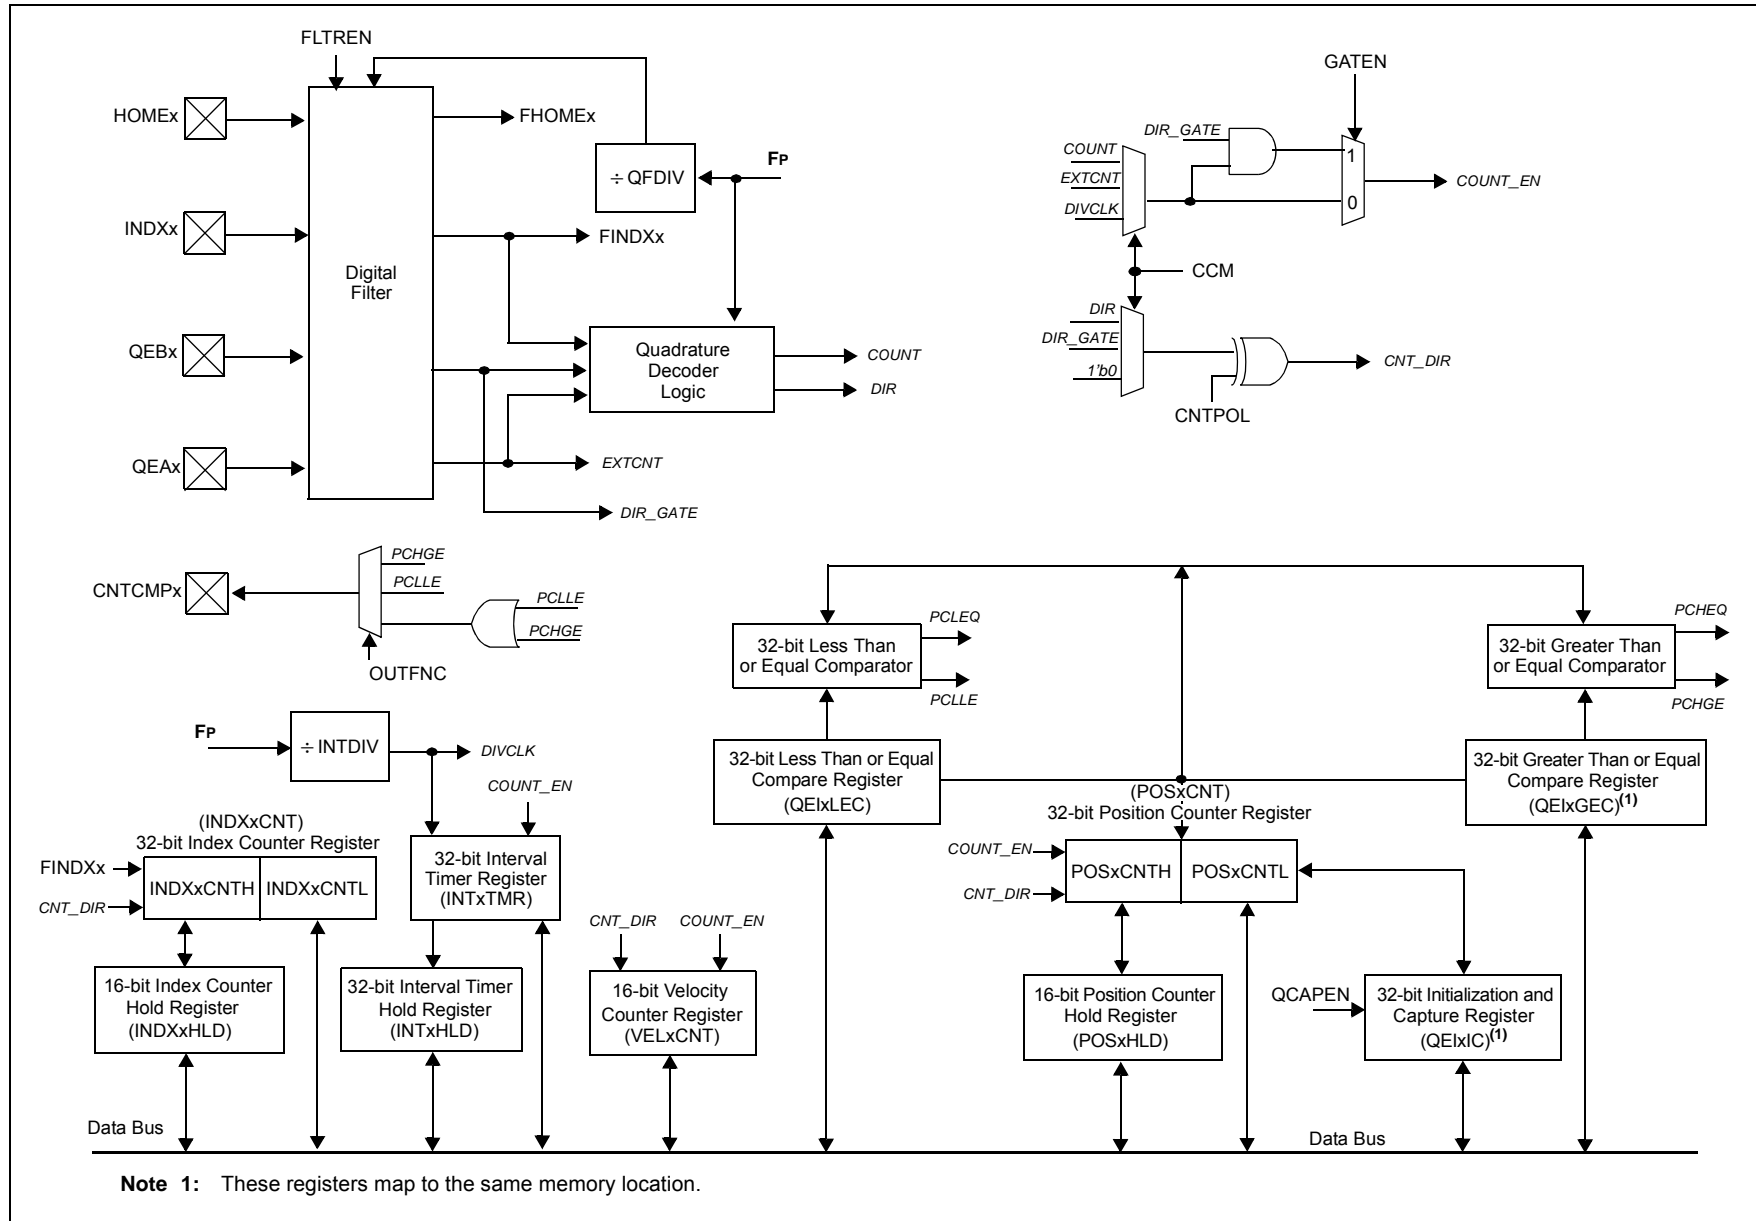 FLTREN
HOMEx
FHOMEx
÷ QFDIV
FP
INDXx
FINDXx
Digital
Filter
QEBx
Quadrature
Decoder
Logic
COUNT
DIR
QEAx
EXTCNT
DIR_GATE
GATEN
DIR_GATE
COUNT
EXTCNT
DIVCLK
1
0
COUNT_EN
CCM
DIR
DIR_GATE
1'b0
CNT_DIR
CNTPOL
CNTCMPx
PCHGE
PCLLE
PCLLE
PCHGE
OUTFNC
32-bit Less Than
or Equal Comparator
PCLEQ
PCLLE
32-bit Greater Than
or Equal Comparator
PCHEQ
PCHGE
FP
÷ INTDIV
DIVCLK
COUNT_EN
32-bit Less Than or Equal
Compare Register
(QEIxLEC)
(POSxCNT)
32-bit Position Counter Register
32-bit Greater Than or Equal
Compare Register
(QEIxGEC)(1)
(INDXxCNT)
32-bit Index Counter Register
FINDXx
CNT_DIR
INDXxCNTH
INDXxCNTL
32-bit Interval
Timer Register
(INTxTMR)
COUNT_EN
CNT_DIR
POSxCNTH
POSxCNTL
CNT_DIR
COUNT_EN
16-bit Index Counter
Hold Register
(INDXxHLD)
32-bit Interval Timer
Hold Register
(INTxHLD)
16-bit Velocity
Counter Register
(VELxCNT)
16-bit Position Counter
Hold Register
(POSxHLD)
QCAPEN
32-bit Initialization and
Capture Register
(QEIxIC)(1)
Data Bus
Data Bus
Note 1: These registers map to the same memory location.